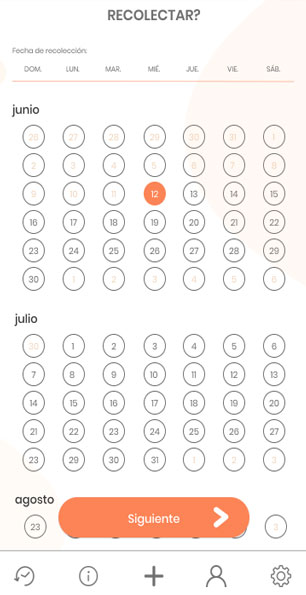 RECOLECTAR?
Fecha de recolección:
DOM. LUN. MAR. MIÉ. JUE. VIE. SÁB.
junio
26 27 28 29 30 31 1
2 3 4 5 6 7 8
9 10 11 12 13 14 15
16 17 18 19 20 21 22
23 24 25 26 27 28 29
30 1 2 3 4 5 6
julio
30 1 2 3 4 5 6
7 8 9 10 11 12 13
14 15 16 17 18 19 20
21 22 23 24 25 26 27
23 29 30 31 1 2 3
agosto
Siguiente
23 3